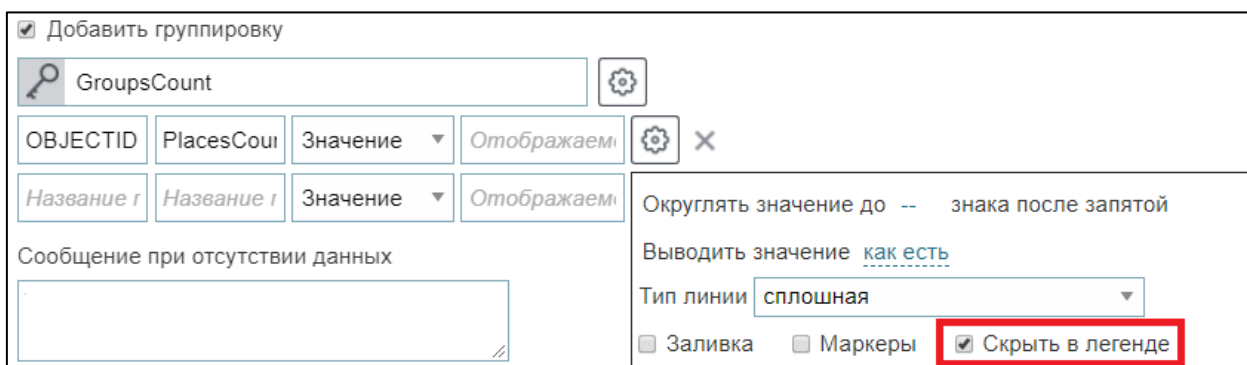 Добавить группировку
GroupsCount
OBJECTID PlacesCour Значение Отображаем
Название г Название г Значение Отображаем
Округлять значение до -- знака после запятой
Сообщение при отсутствии данных
Выводить значение как есть
Тип линии сплошная
Заливка Маркеры Скрыть в легенде